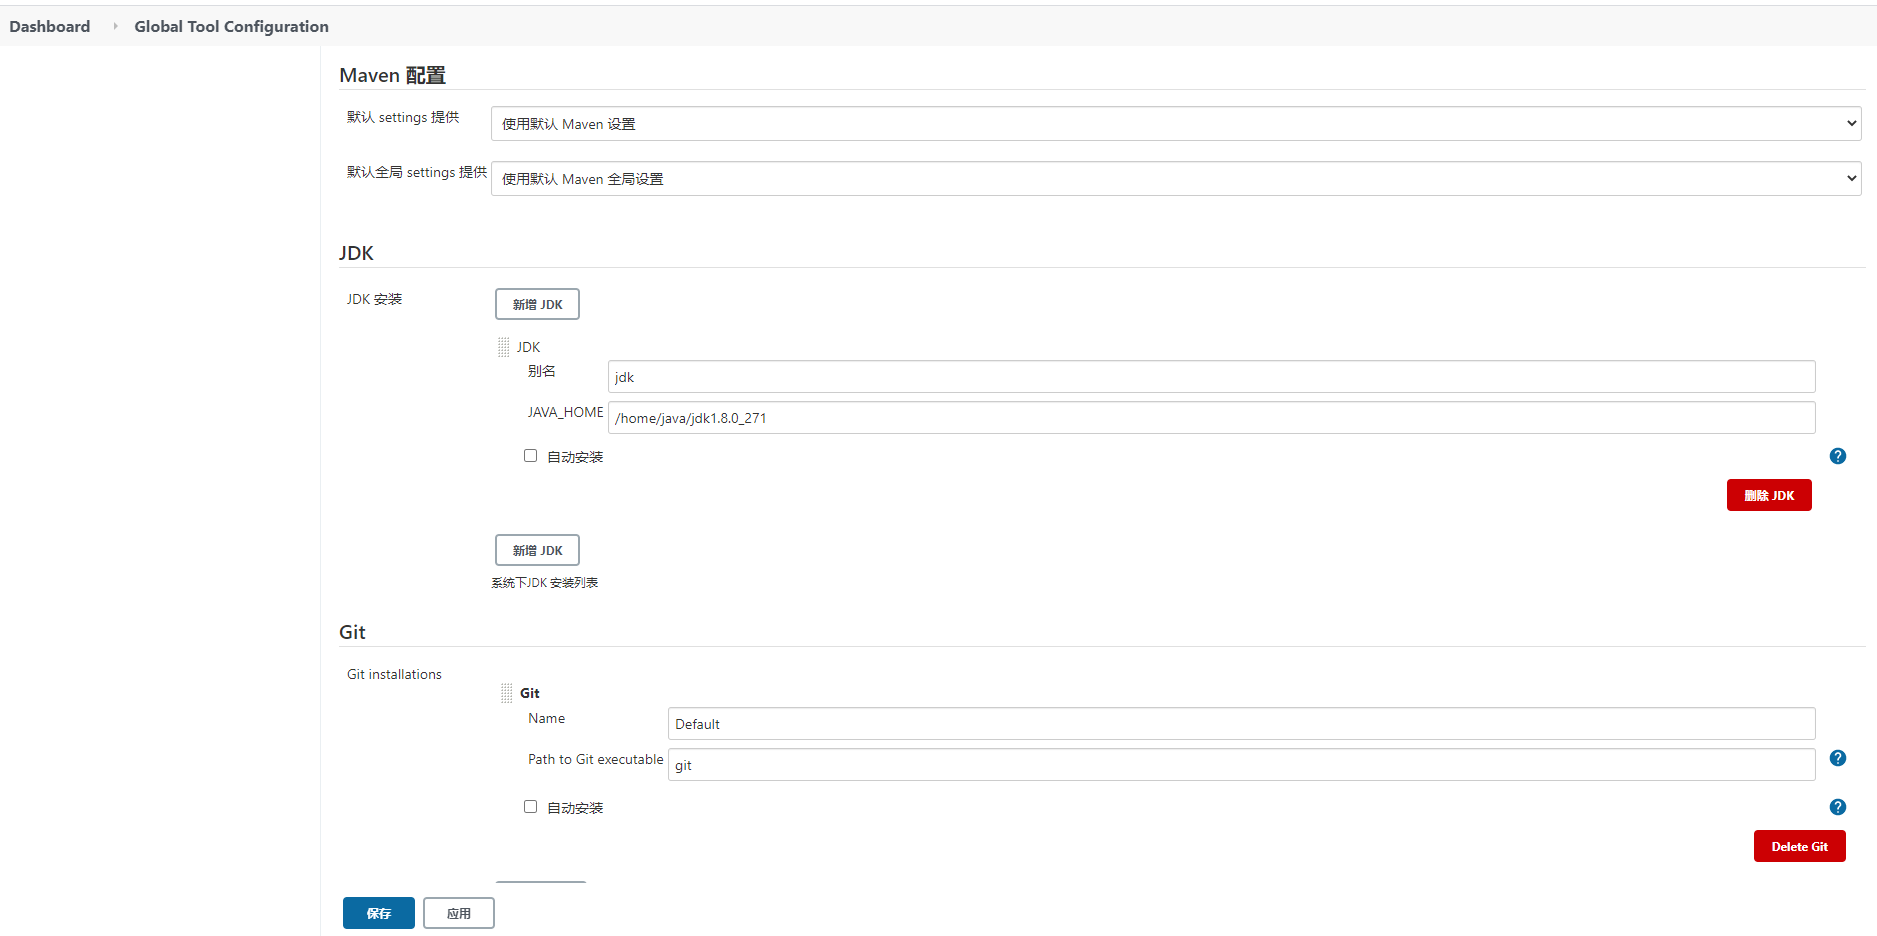 Dashboard Global Tool Configuration
Maven 配置
默认 settings 提供 使用默认 Maven 设置
默认全局 settings 提供 使用默认 Maven 全局设置
JDK
JDK 安装 新增 JDK
JDK
别名 jdk
JAVA_HOME /home/java/jdk1.8.0_271
自动安装 ?
删除 JDK
新增 JDK
系统下JDK 安装列表
Git
Git installations
Git
Name Default
Path to Git executable git ?
自动安装 ?
Delete Git
保存 应用